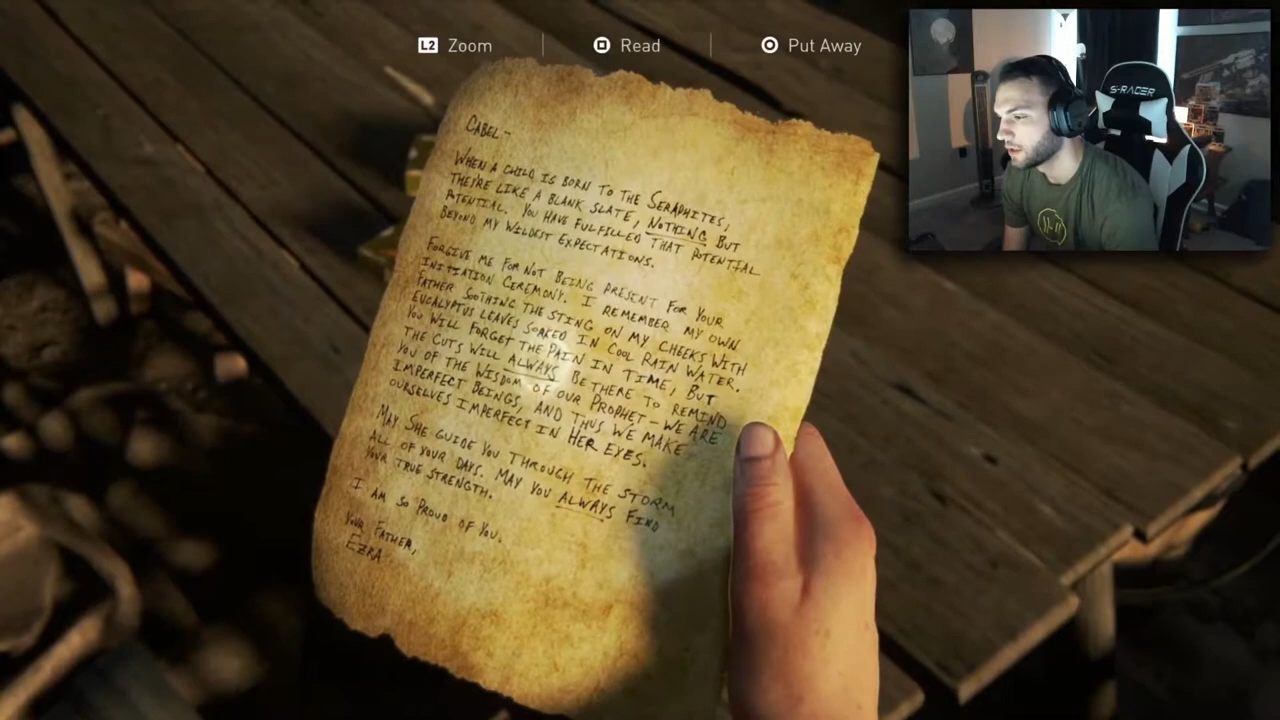 L2 Zoom
Read
Put Away
S-RACER
CABEL-
WHEN A CHILD IS BORN TO THE SERAPHITES,
THEY'RE LIKE A BLANK SLATE, NOTHING BUT
POTENTIAL. YOU HAVE FULFILLED THAT POTENTIAL
BEYOND MY WILDEST EXPECTATIONS.
FORGIVE ME FOR NOT BEING PRESENT FOR YOUR
INITIATION CEREMONY. I REMEMBER MY OWN
FATHER SOOTHING THE STING ON MY CHEEKS WITH
EUCALYPTUS LEAVES SOAKED IN COOL RAIN WATER.
YOU WILL FORGET THE PAIN IN TIME, BUT
THE CUTS WILL ALWAYS BE THERE TO REMIND
YOU OF THE WISDOM OF OUR PROPHET - WE ARE
IMPERFECT BEINGS, AND THUS WE MAKE
OURSELVES IMPERFECT IN HER EYES.
MAY SHE GUIDE YOU THROUGH THE STORM
ALL OF YOUR DAYS. MAY YOU ALWAYS FIND
YOUR TRUE STRENGTH.
I AM SO PROUD OF YOU.
YOUR FATHER,
EZRA